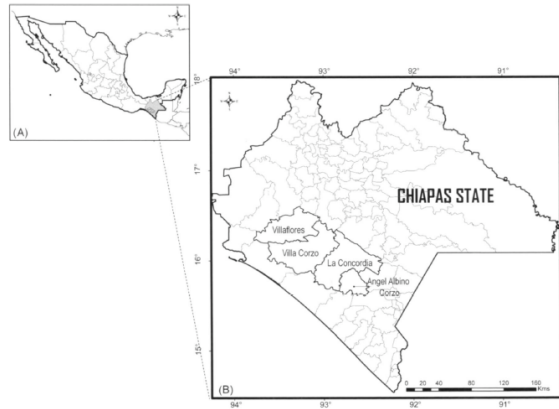 (A)
94°
93°
92°
91°
18°
17°
16°
15°
CHIAPAS STATE
Villaflores
Villa Corzo
La Concordia
Angel Albino
Corzo
0 20 40 80 120 160
Kms
(B)
94°
93°
92°
91°